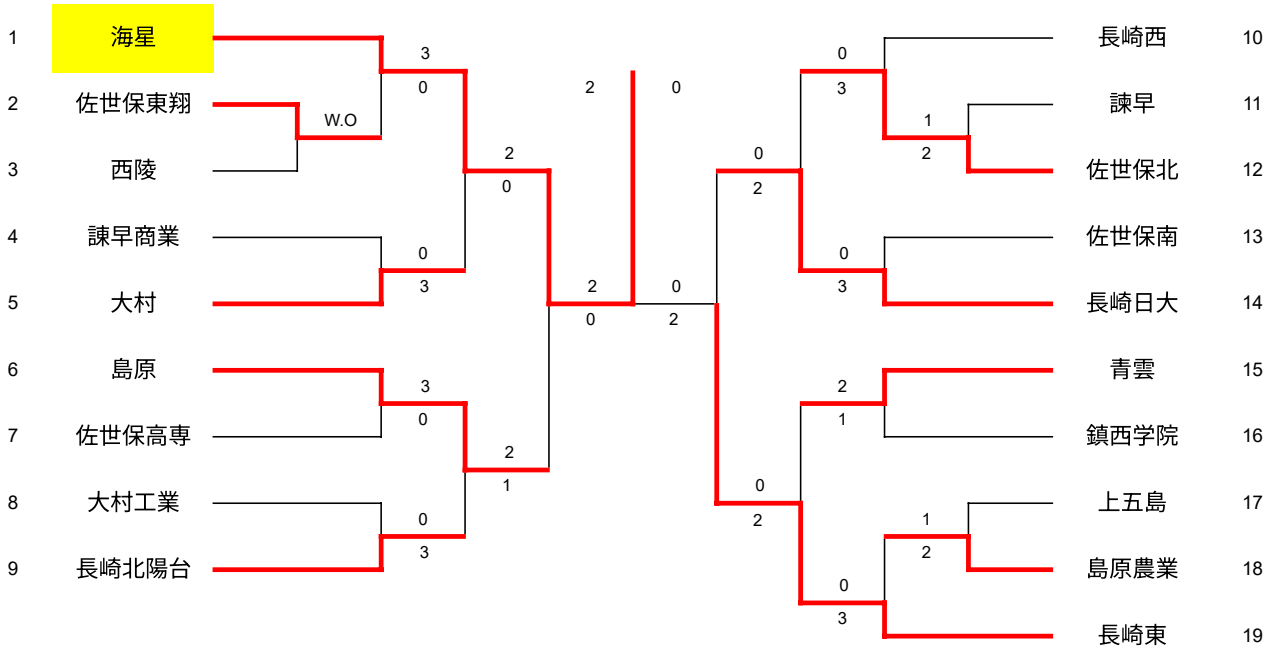 1 海星 3 0 長崎西 10
0 3
2 0
2 佐世保東翔 W.O 諫早 11
1 2
3 西陵 佐世保北 12
2 0
0 2
4 諫早商業 佐世保南 13
0 3
0 3
5 大村 長崎日大 14
2 0
0 2
6 島原 青雲 15
3 0
2 1
7 佐世保高専 鎮西学院 16
2 1
0 2
8 大村工業 上五島 17
0 3
1 2
9 長崎北陽台 島原農業 18
0 3
長崎東 19